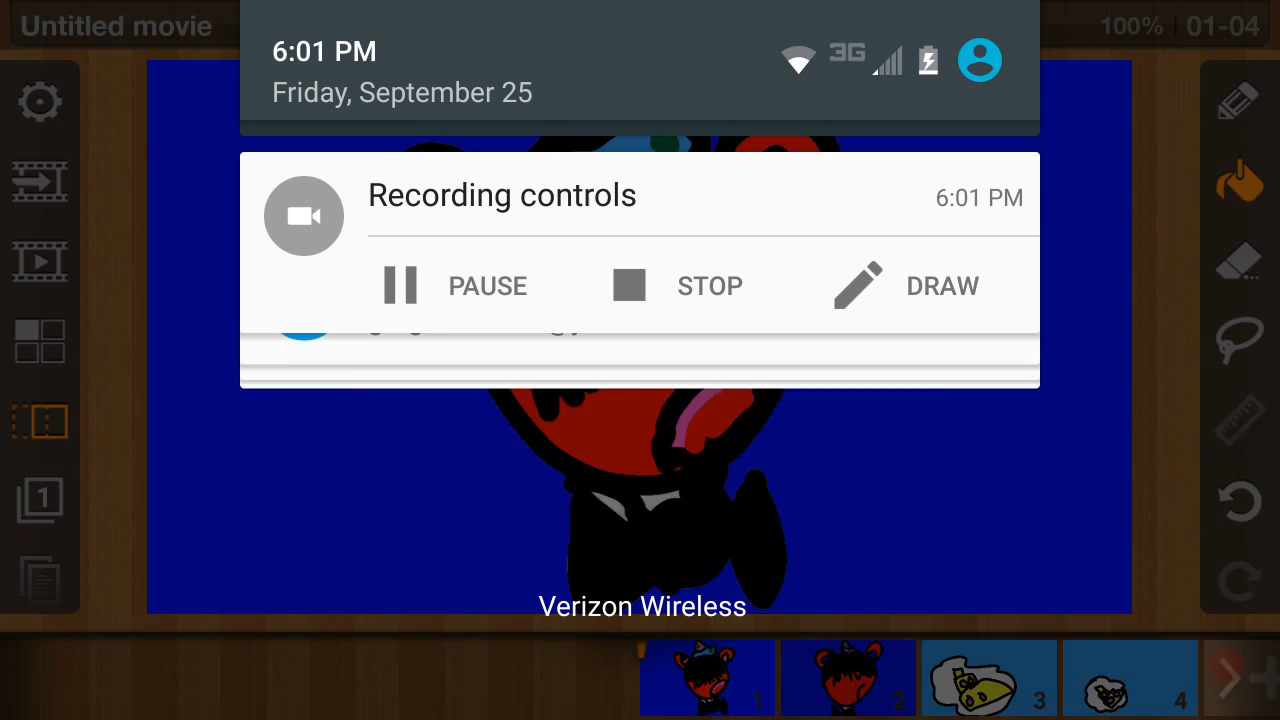 Untitled movie
100% 01-04
6:01 PM
3G
Friday, September 25
Recording controls
6:01 PM
PAUSE STOP DRAW
1
Verizon Wireless
1 2 3 4